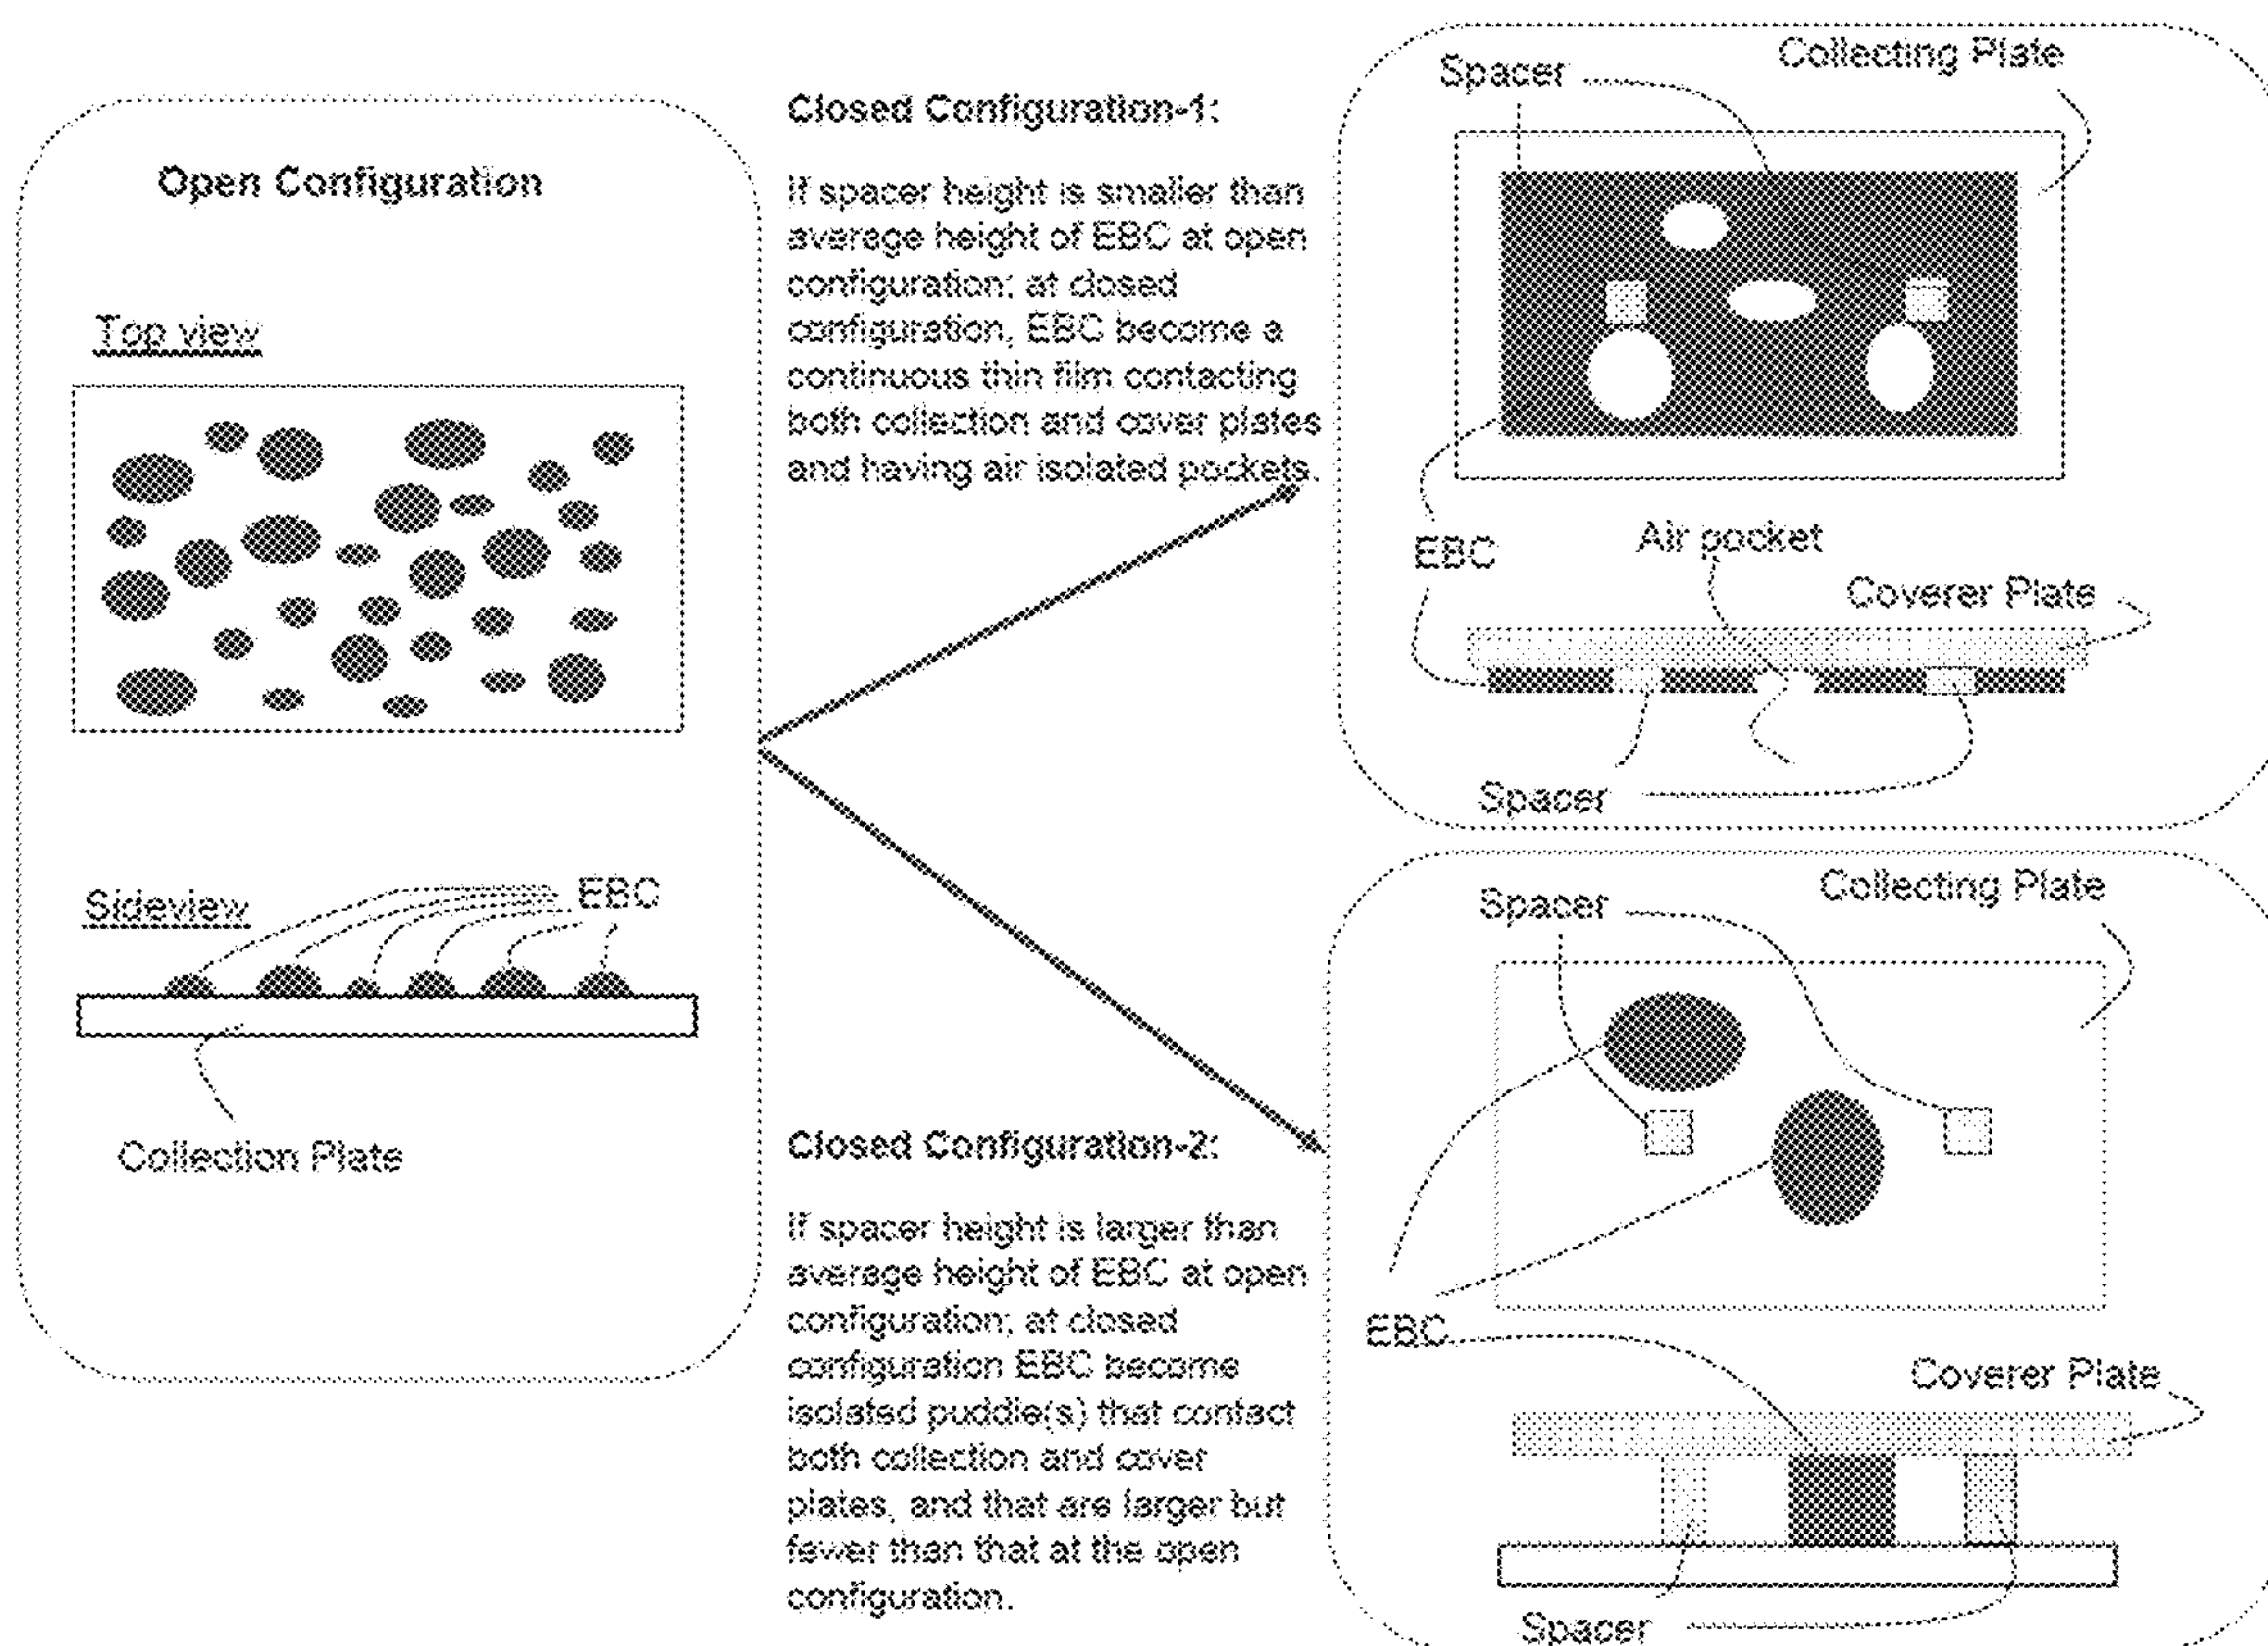 Open Configuration
Top view
Sideview
EBC
Collection Plate
Closed Configuration-1:
If spacer height is smaller than
average height of EBC at open
configuration; at closed
configuration, EBC become a
continuous thin film contacting
both collection and cover plates
and having air isolated pockets.
Closed Configuration-2:
If spacer height is larger than
average height of EBC at open
configuration; at closed
configuration EBC become
isolated puddle(s) that contact
both collection and cover
plates, and that are larger but
fewer than that at the open
configuration.
Spacer
Collecting Plate
EBC
Air pocket
Coverer Plate
Spacer
Spacer
Collecting Plate
EBC
Coverer Plate
Spacer